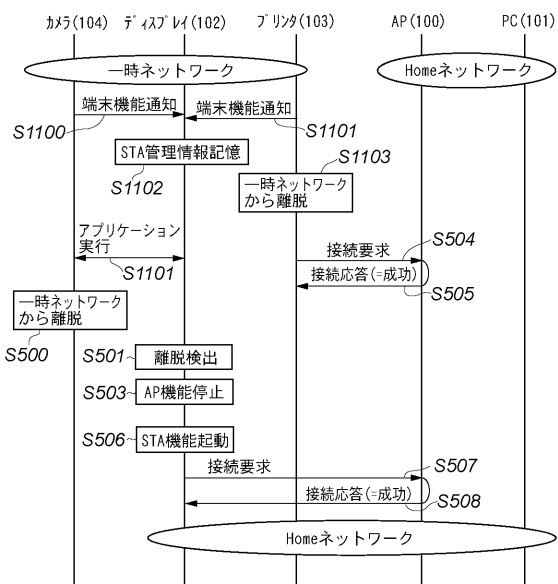 カメラ(104) ディスプレイ(102) プリンタ(103) AP(100) PC(101)
一時ネットワーク
Homeネットワーク
端末機能通知
端末機能通知
S1100
S1101
STA管理情報記憶
S1102
S1103
一時ネットワーク
から離脱
アプリケーション
実行
S1101
接続要求
S504
接続応答(=成功)
S505
一時ネットワーク
から離脱
S500
S501
離脱検出
S503
AP機能停止
S506
STA機能起動
接続要求
S507
接続応答(=成功)
S508
Homeネットワーク